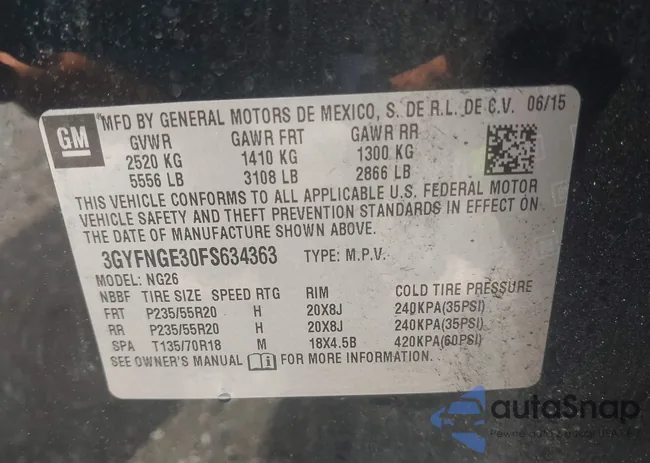 GM
MFD BY GENERAL MOTORS DE MEXICO, S. DE R.L. DE C.V. 06/15
GVWR GAWR FRT GAWR RR
2520 KG 1410 KG 1300 KG
5556 LB 3108 LB 2866 LB
THIS VEHICLE CONFORMS TO ALL APPLICABLE U.S. FEDERAL MOTOR
VEHICLE SAFETY AND THEFT PREVENTION STANDARDS IN EFFECT ON
THE DATE OF MANUFACTURE SHOWN ABOVE.
3GYFNGE30FS634363 TYPE: M.P.V.
MODEL: NG26
NBBF TIRE SIZE SPEED RTG RIM COLD TIRE PRESSURE
FRT P235/55R20 H 20X8J 240KPA(35PSI)
RR P235/55R20 H 20X8J 240KPA(35PSI)
SPA T135/70R18 M 18X4.5B 420KPA(60PSI)
SEE OWNER'S MANUAL FOR MORE INFORMATION.
autoSnap